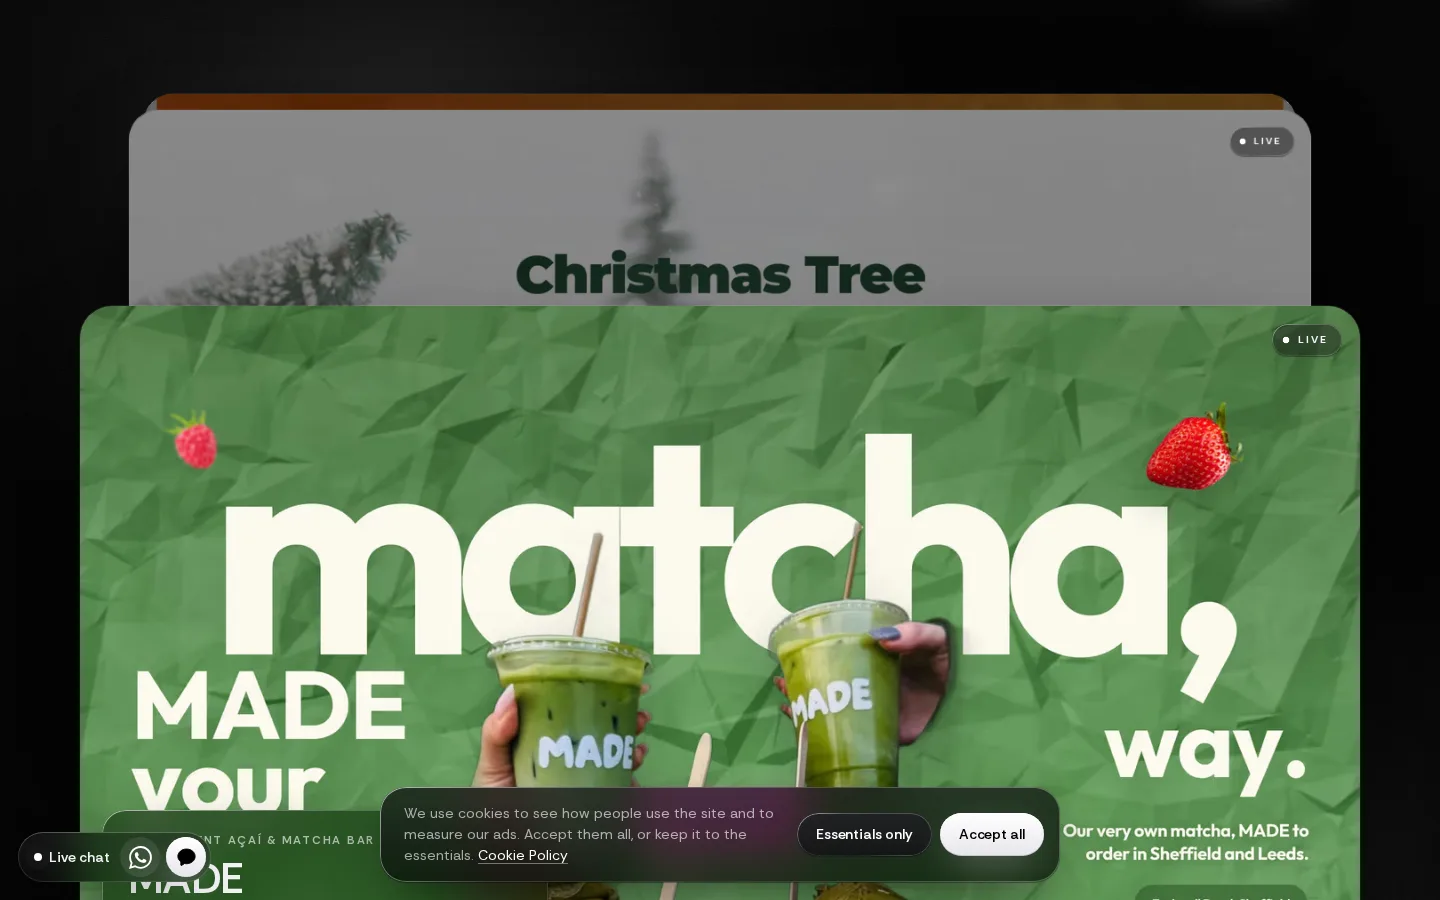 LIVE
Christmas Tree
LIVE
matcha,
MADE
your
way.
MADE
MADE
Our very own matcha, MADE to
order in Sheffield and Leeds.
AÇAÍ & MATCHA BAR
MADE
We use cookies to see how people use the site and to
measure our ads. Accept them all, or keep it to the
essentials. Cookie Policy
Essentials only
Accept all
Live chat